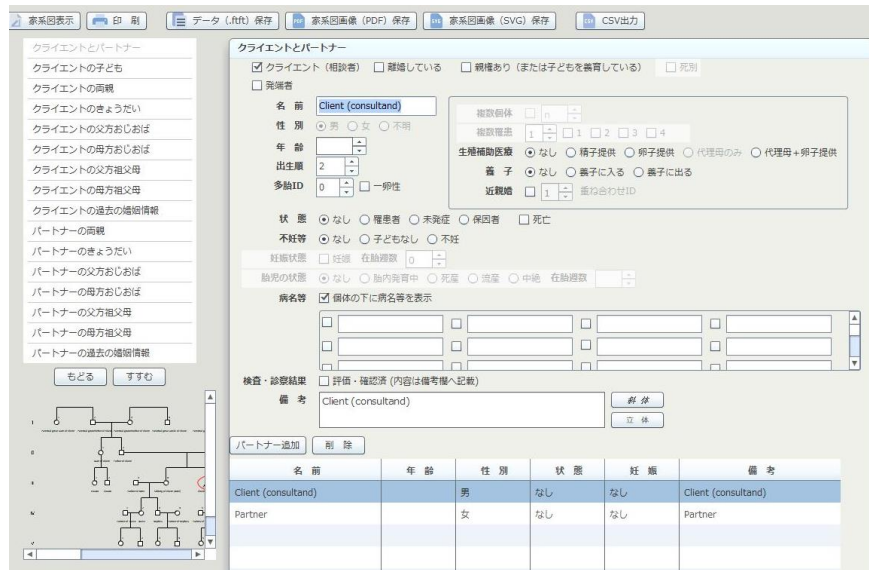 家系図表示 印 刷 データ (.ftft) 保存 家系図画像 (PDF) 保存 家系図画像 (SVG) 保存 CSV出力
クライエントとパートナー
クライエントの子ども
クライエントの両親
クライエントのきょうだい
クライエントの父方おじおば
クライエントの母方おじおば
クライエントの父方祖父母
クライエントの母方祖父母
クライエントの過去の婚姻情報
パートナーの両親
パートナーのきょうだい
パートナーの父方おじおば
パートナーの母方おじおば
パートナーの父方祖父母
パートナーの母方祖父母
パートナーの過去の婚姻情報
もどる すすむ
クライエントとパートナー
クライエント (相談者) 離婚している 親権あり (または子どもを養育している) 死別
発端者
名 前 Client (consultand)
性 別 男 女 不明
年 齢
出生順 2
多胎ID 0 一卵性
複数個体 n
複数罹患 1 1 2 3 4
生殖補助医療 なし 精子提供 卵子提供 代理母のみ 代理母+卵子提供
養 子 なし 養子に入る 養子に出る
近親婚 1 重ね合わせID
状 態 なし 罹患者 未発症 保因者 死亡
不妊等 なし 子どもなし 不妊
妊娠状態 妊娠 在胎週数 0
胎児の状態 なし 胎内発育中 死産 流産 中絶 在胎週数
病名等 個体の下に病名等を表示
検査・診察結果 評価・確認済 (内容は備考欄へ記載)
備 考 Client (consultand) 斜 体
立 体
パートナー追加 削 除
名 前 年 齢 性 別 状 態 妊 娠 備 考
Client (consultand) 男 なし なし Client (consultand)
Partner 女 なし なし Partner